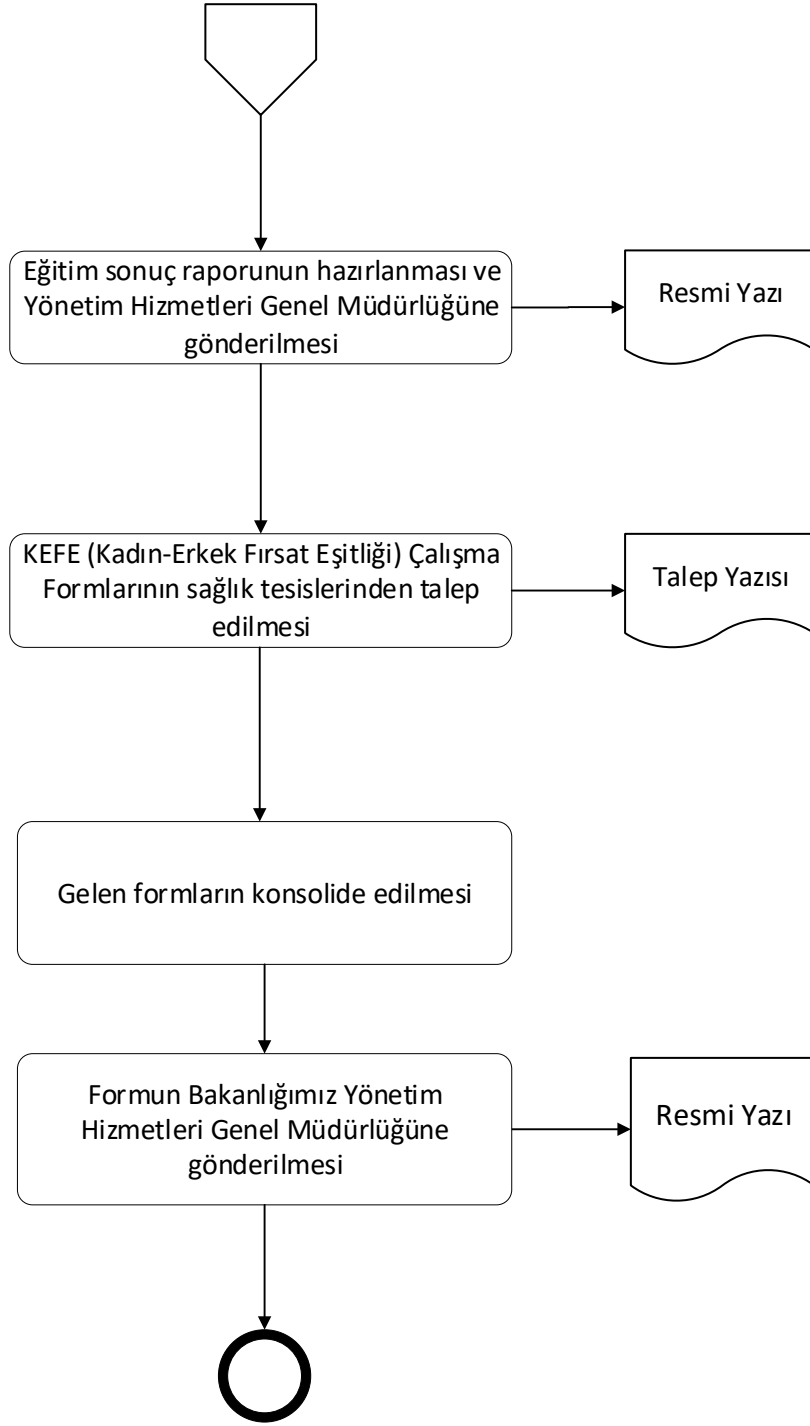 Eğitim sonuç raporunun hazırlanması ve
Yönetim Hizmetleri Genel Müdürlüğüne
gönderilmesi
Resmi Yazı
KEFE (Kadın-Erkek Fırsat Eşitliği) Çalışma
Formlarının sağlık tesislerinden talep
edilmesi
Talep Yazısı
Gelen formların konsolide edilmesi
Formun Bakanlığımız Yönetim
Hizmetleri Genel Müdürlüğüne
gönderilmesi
Resmi Yazı